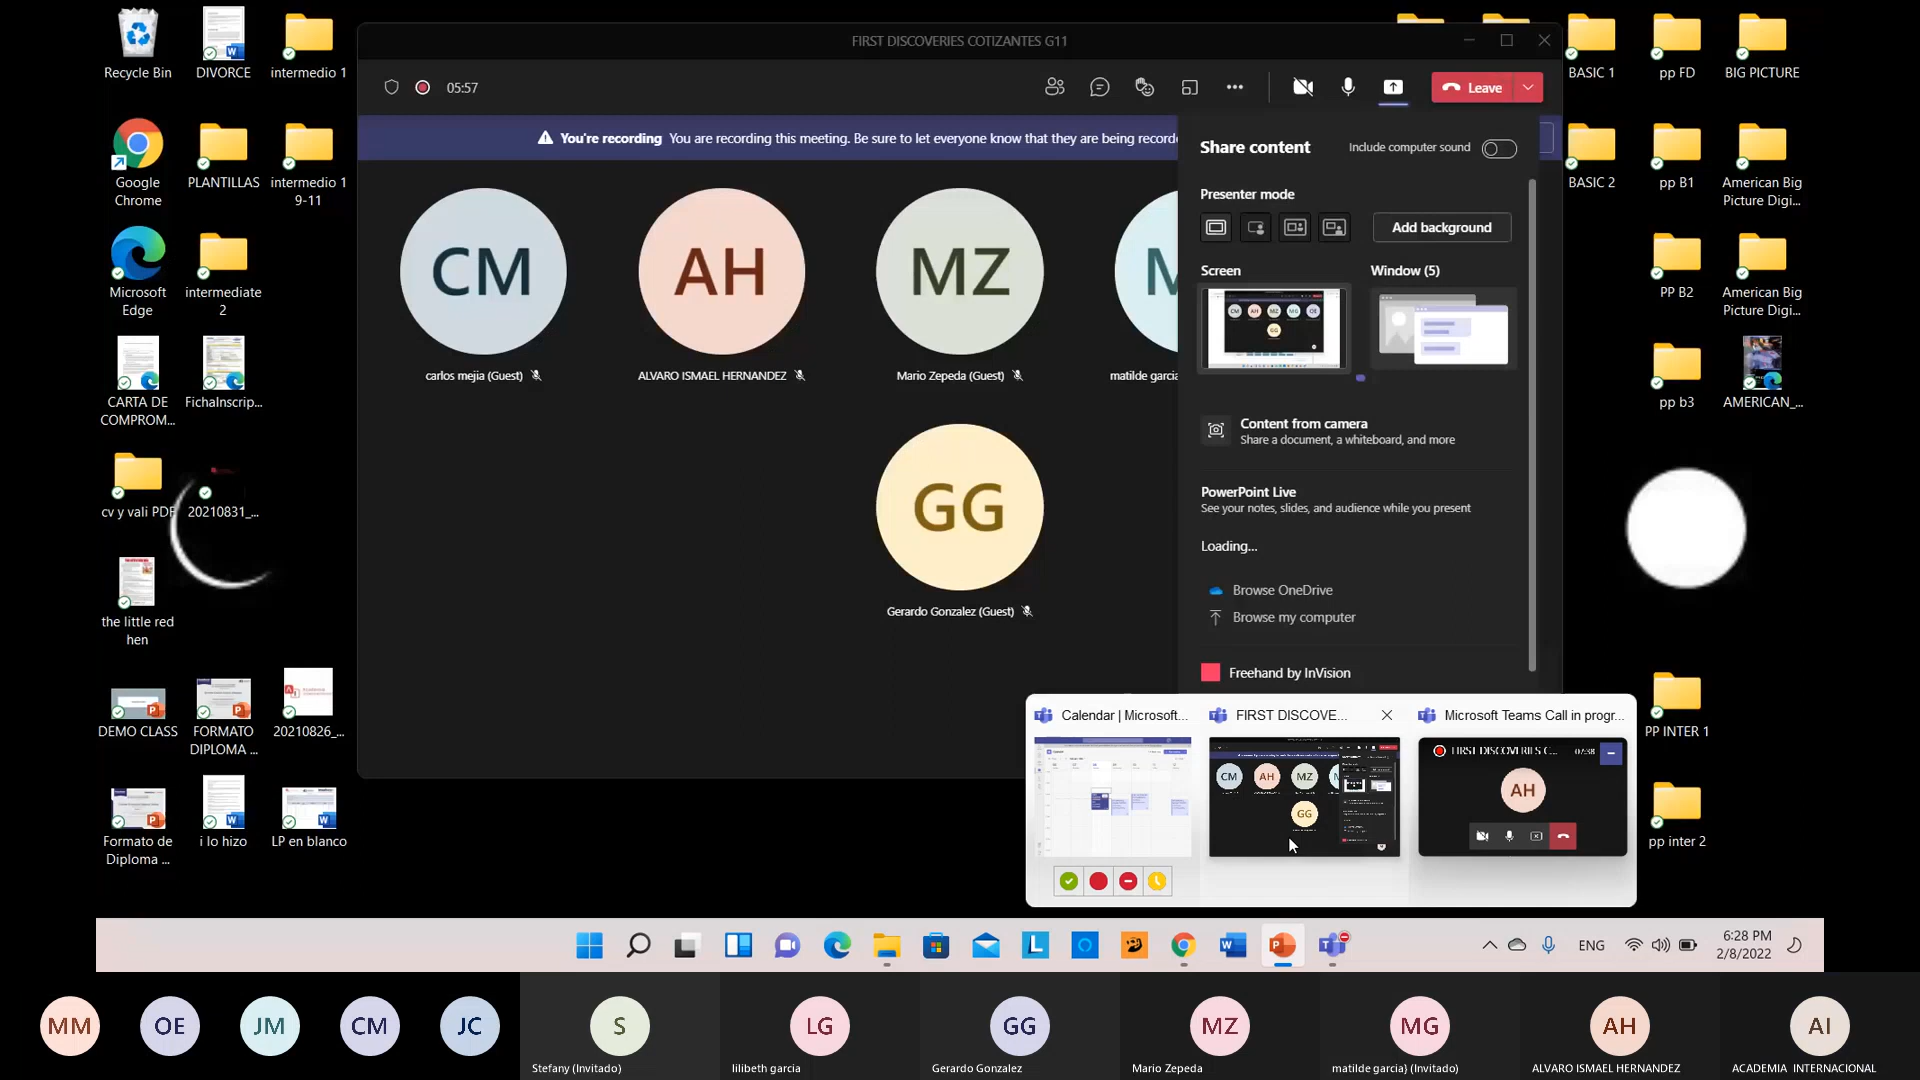 Recycle Bin
DIVORCE
intermedio 1
Google Chrome
PLANTILLAS
intermedio 1 9-11
Microsoft Edge
intermediate 2
CARTA DE COMPROM...
FichaInscrip...
cv y vali PDF
20210831_...
the little red hen
DEMO CLASS
FORMATO DIPLOMA ...
20210826_...
Formato de Diploma ...
i lo hizo
LP en blanco
FIRST DISCOVERIES COTIZANTES G11
05:57
Leave
You're recording You are recording this meeting. Be sure to let everyone know that they are being recorde
CM
AH
MZ
carlos mejia (Guest)
ALVARO ISMAEL HERNANDEZ
Mario Zepeda (Guest)
matilde garcia
GG
Gerardo Gonzalez (Guest)
Share content
Include computer sound
Presenter mode
Add background
Screen
Window (5)
Content from camera
Share a document, a whiteboard, and more
PowerPoint Live
See your notes, slides, and audience while you present
Loading...
Browse OneDrive
Browse my computer
Freehand by InVision
BASIC 1
pp FD
BIG PICTURE
BASIC 2
pp B1
American Big Picture Digi...
PP B2
American Big Picture Digi...
pp b3
AMERICAN_...
PP INTER 1
pp inter 2
Calendar | Microsoft...
FIRST DISCOVE...
Microsoft Teams Call in progr...
CM AH MZ
GG
FIRST DISCOVERIES C... 02:38
AH
ENG
6:28 PM
2/8/2022
MM
OE
JM
CM
JC
S
LG
GG
MZ
MG
AH
AI
Stefany (Invitado)
lilibeth garcia
Gerardo Gonzalez
Mario Zepeda
matilde garcia} (Invitado)
ALVARO ISMAEL HERNANDEZ
ACADEMIA INTERNACIONAL